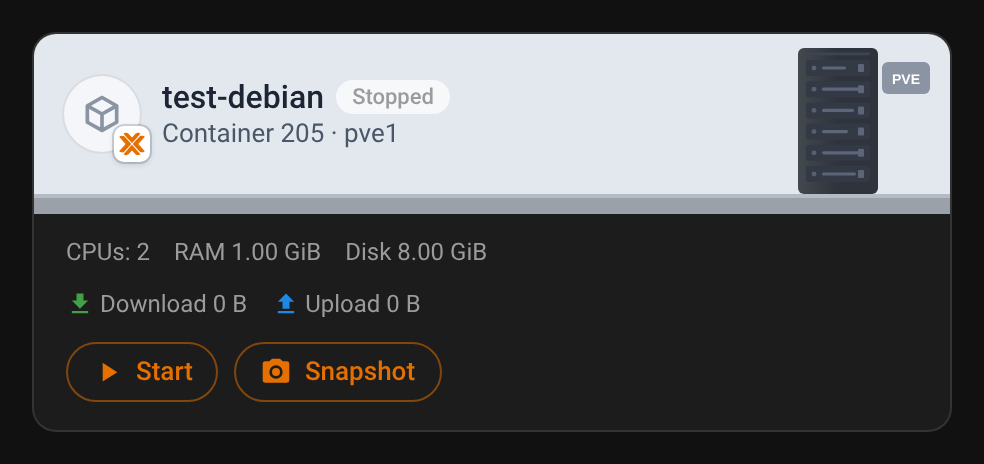 test-debian Stopped
Container 205 · pve1
PVE
CPUs: 2 RAM 1.00 GiB Disk 8.00 GiB
Download 0 B Upload 0 B
Start Snapshot